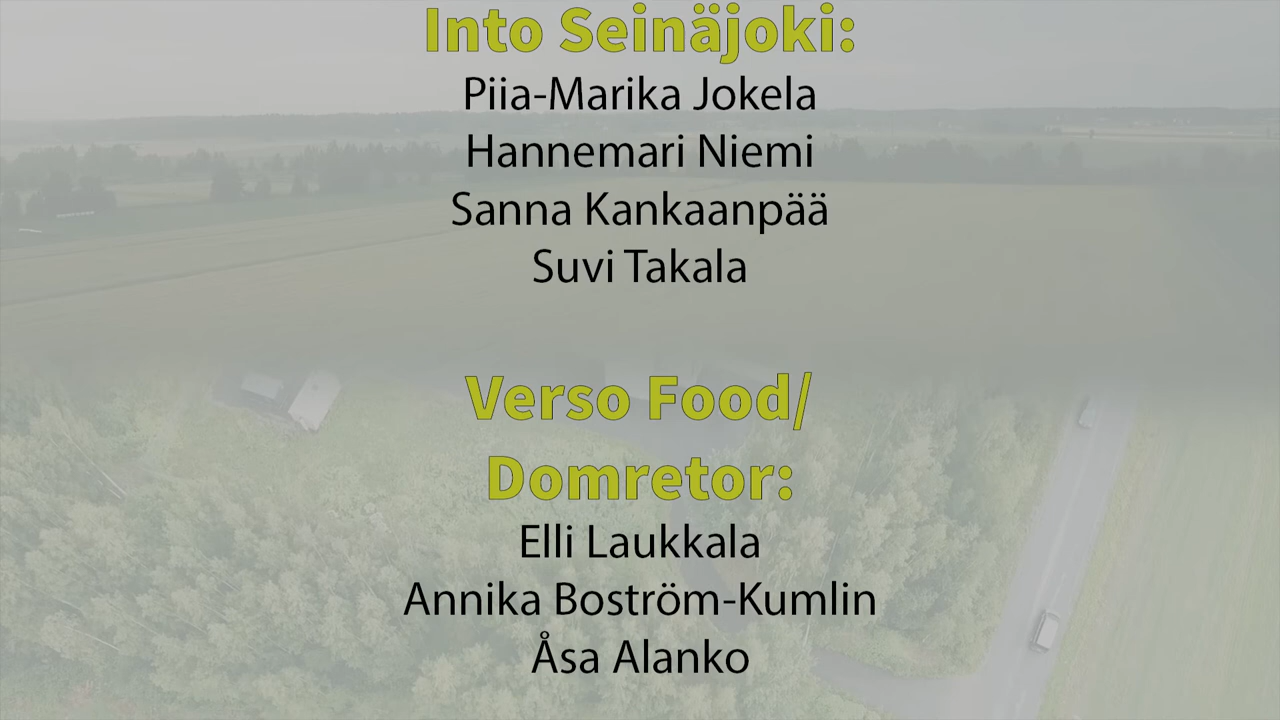 Into Seinäjoki:
Piia-Marika Jokela
Hannemari Niemi
Sanna Kankaanpää
Suvi Takala
Verso Food/
Domretor:
Elli Laukkala
Annika Boström-Kumlin
Åsa Alanko